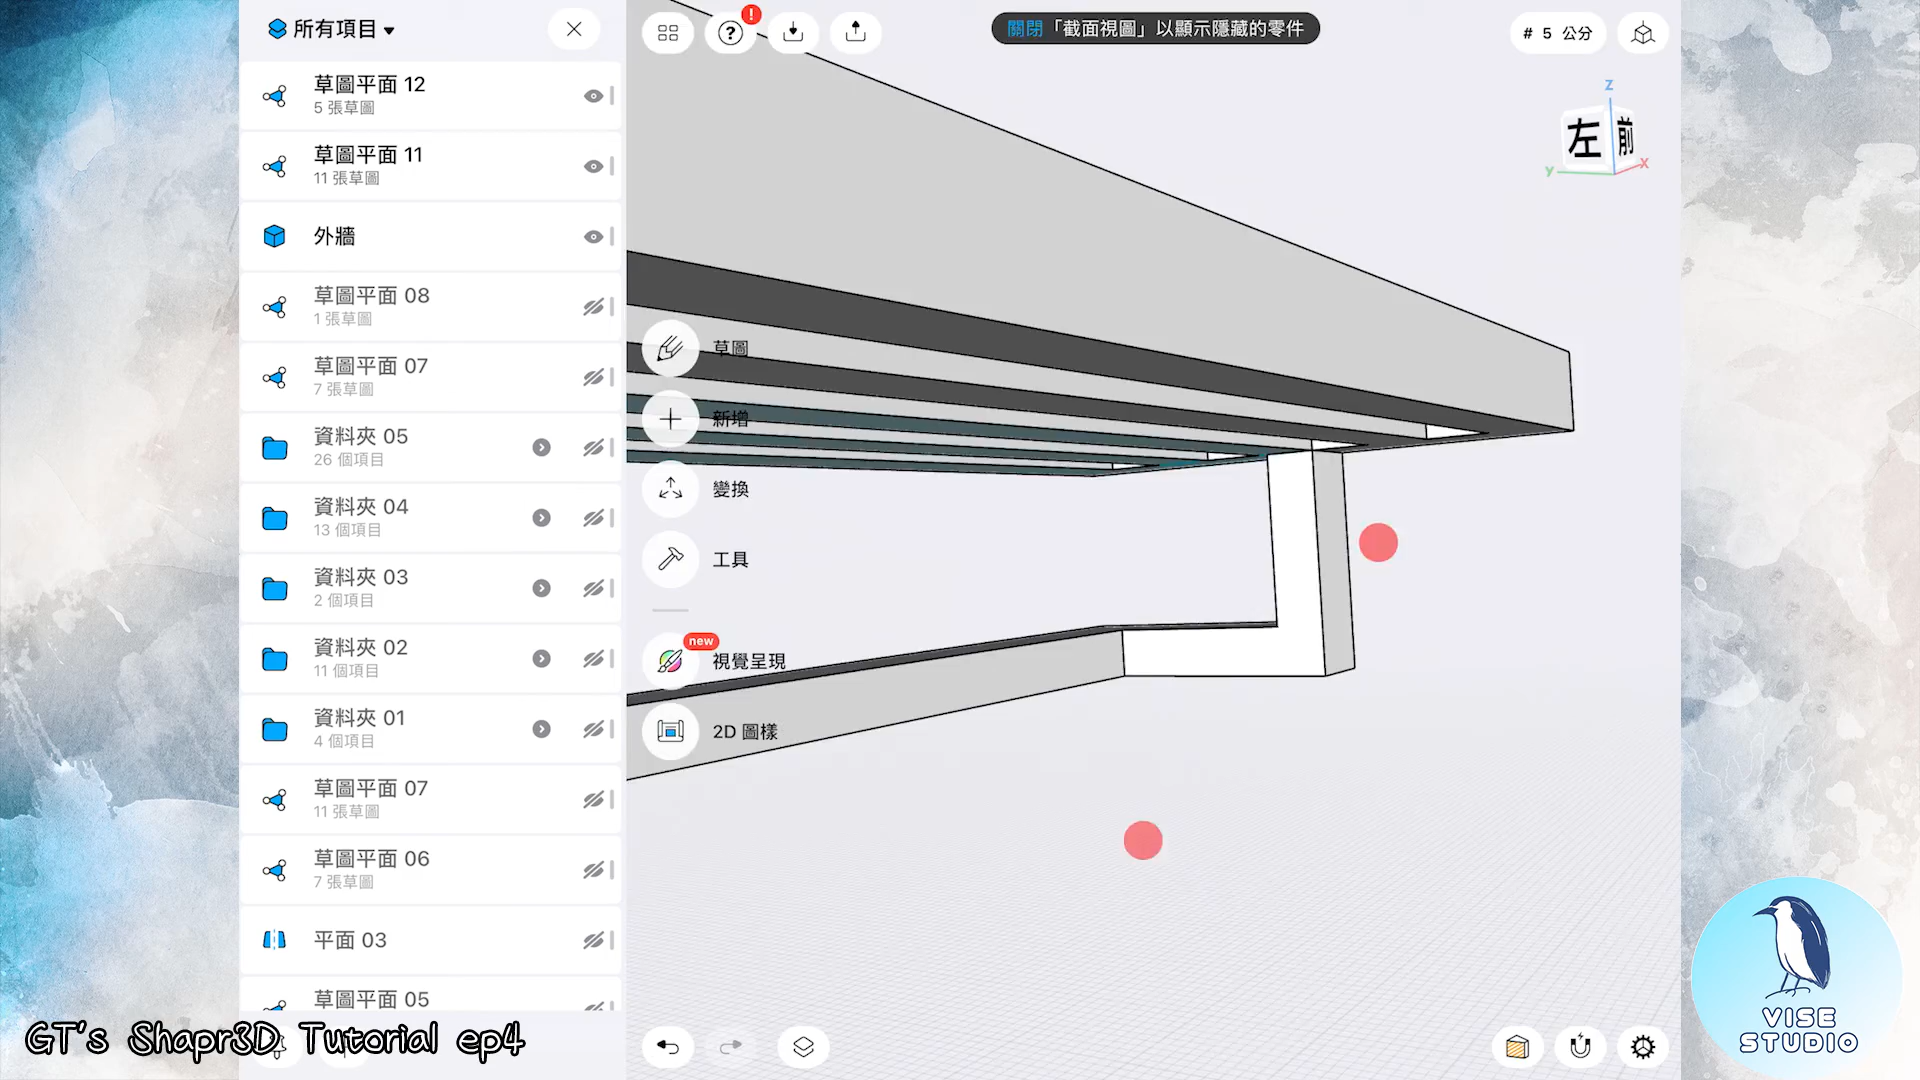 所有項目
草圖平面 12
5 張草圖
草圖平面 11
11 張草圖
外牆
草圖平面 08
1 張草圖
草圖平面 07
7 張草圖
資料夾 05
26 個項目
資料夾 04
13 個項目
資料夾 03
2 個項目
資料夾 02
11 個項目
資料夾 01
4 個項目
草圖平面 07
11 張草圖
草圖平面 06
7 張草圖
平面 03
草圖平面 05
關閉「截面視圖」以顯示隱藏的零件
# 5 公分
Z
左 前
Y X
草圖
新增
變換
工具
new
視覺呈現
2D 圖樣
GT's Shapr3D Tutorial ep4
VISE
STUDIO